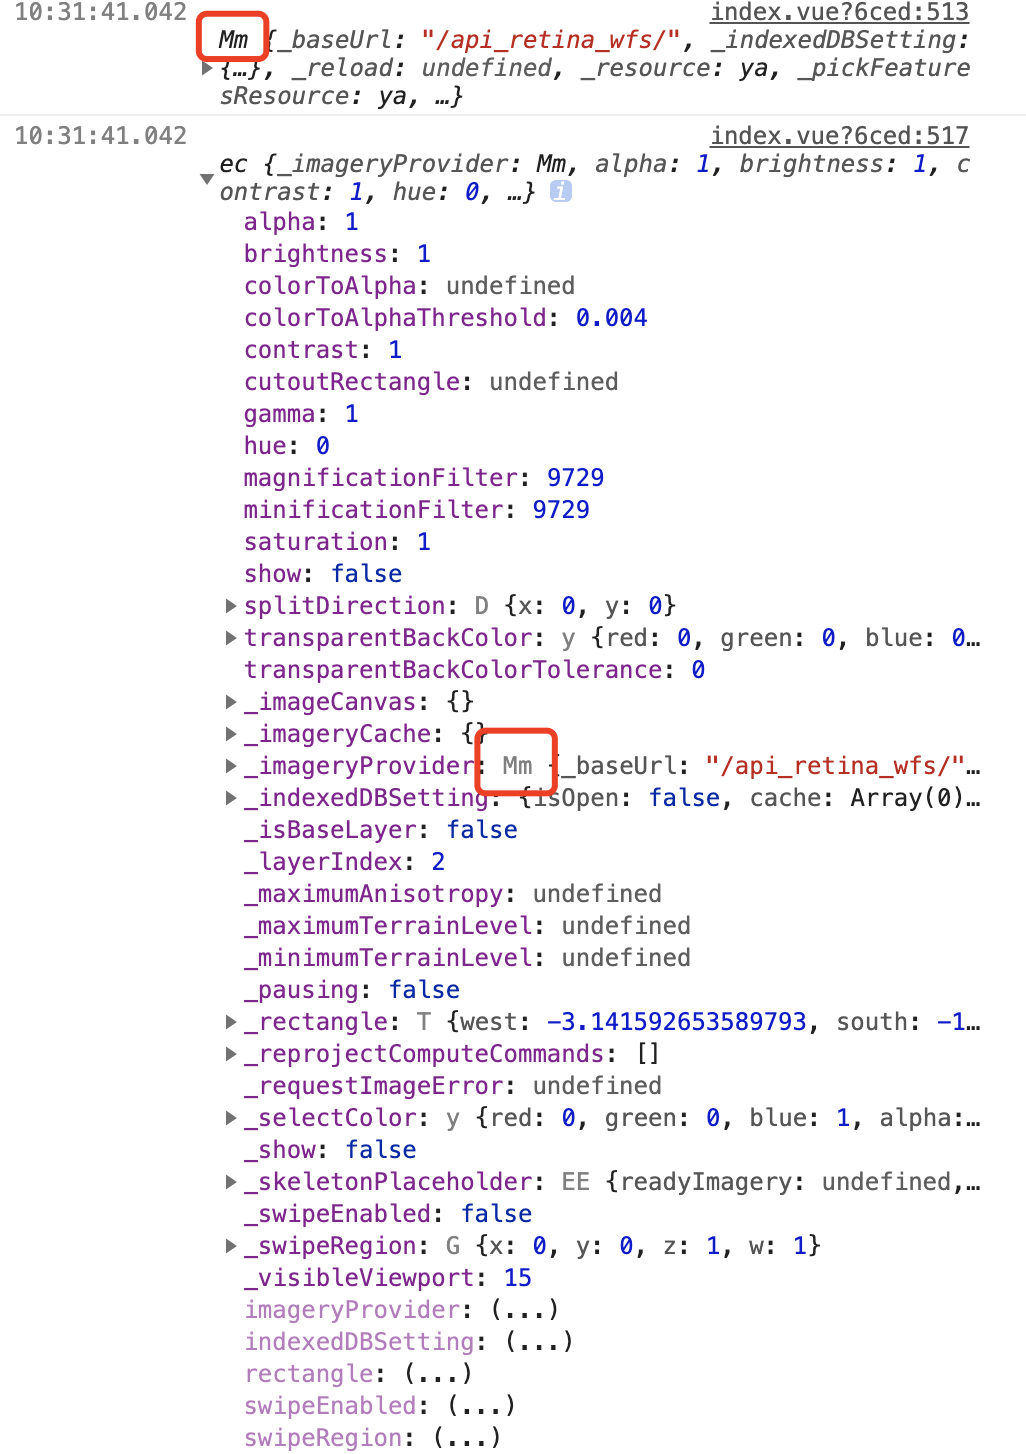 10:31:41.042 index.vue?6ced:513
Mm {_baseUrl: "/api_retina_wfs/", _indexedDBSetting:
{…}, _reload: undefined, _resource: ya, _pickFeature
sResource: ya, …}
10:31:41.042 index.vue?6ced:517
ec {_imageryProvider: Mm, alpha: 1, brightness: 1, c
ontrast: 1, hue: 0, …} i
alpha: 1
brightness: 1
colorToAlpha: undefined
colorToAlphaThreshold: 0.004
contrast: 1
cutoutRectangle: undefined
gamma: 1
hue: 0
magnificationFilter: 9729
minificationFilter: 9729
saturation: 1
show: false
splitDirection: D {x: 0, y: 0}
transparentBackColor: y {red: 0, green: 0, blue: 0…
transparentBackColorTolerance: 0
_imageCanvas: {}
_imageryCache: {}
_imageryProvider: Mm {_baseUrl: "/api_retina_wfs/"…
_indexedDBSetting: {isOpen: false, cache: Array(0)…
_isBaseLayer: false
_layerIndex: 2
_maximumAnisotropy: undefined
_maximumTerrainLevel: undefined
_minimumTerrainLevel: undefined
_pausing: false
_rectangle: T {west: -3.141592653589793, south: -1…
_reprojectComputeCommands: []
_requestImageError: undefined
_selectColor: y {red: 0, green: 0, blue: 1, alpha:…
_show: false
_skeletonPlaceholder: EE {readyImagery: undefined,…
_swipeEnabled: false
_swipeRegion: G {x: 0, y: 0, z: 1, w: 1}
_visibleViewport: 15
imageryProvider: (...)
indexedDBSetting: (...)
rectangle: (...)
swipeEnabled: (...)
swipeRegion: (...)